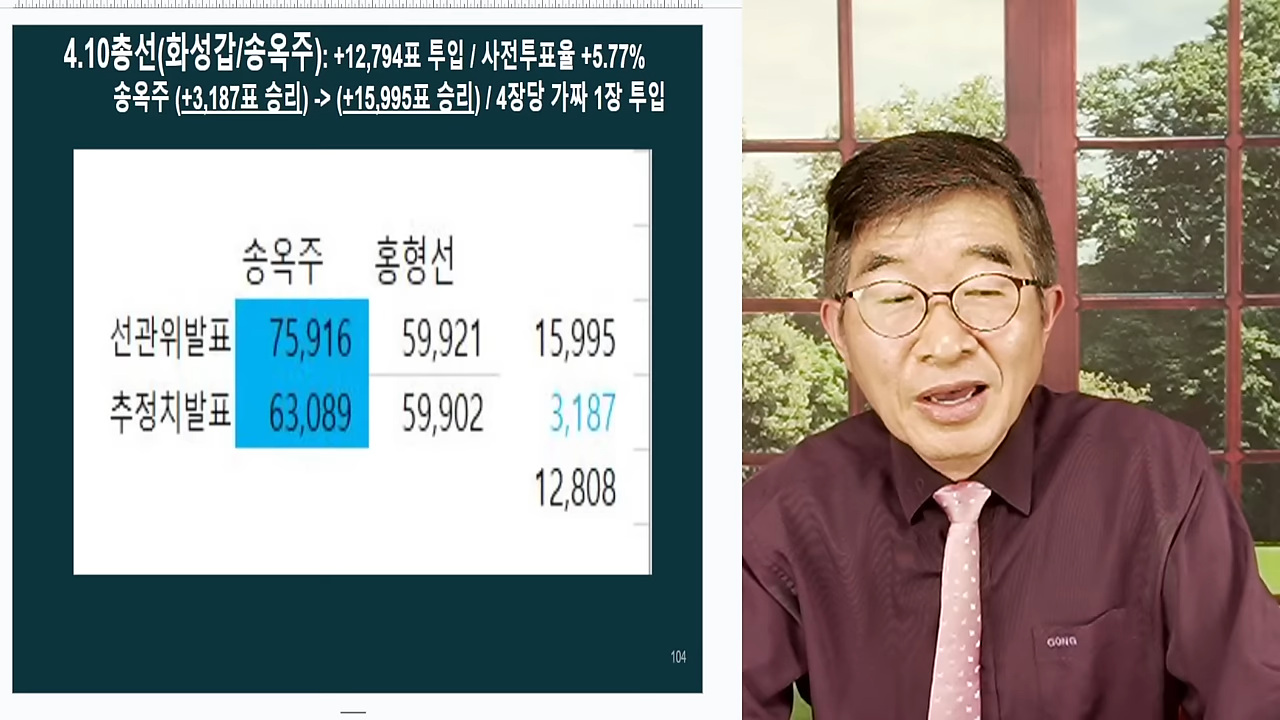 4.10총선(화성갑/송옥주): +12,794표 투입 / 사전투표율 +5.77%
송옥주 (+3,187표 승리) -> (+15,995표 승리) / 4장당 가짜 1장 투입
송옥주 홍형선
선관위발표 75,916 59,921 15,995
추정치발표 63,089 59,902 3,187
12,808
104
GONG